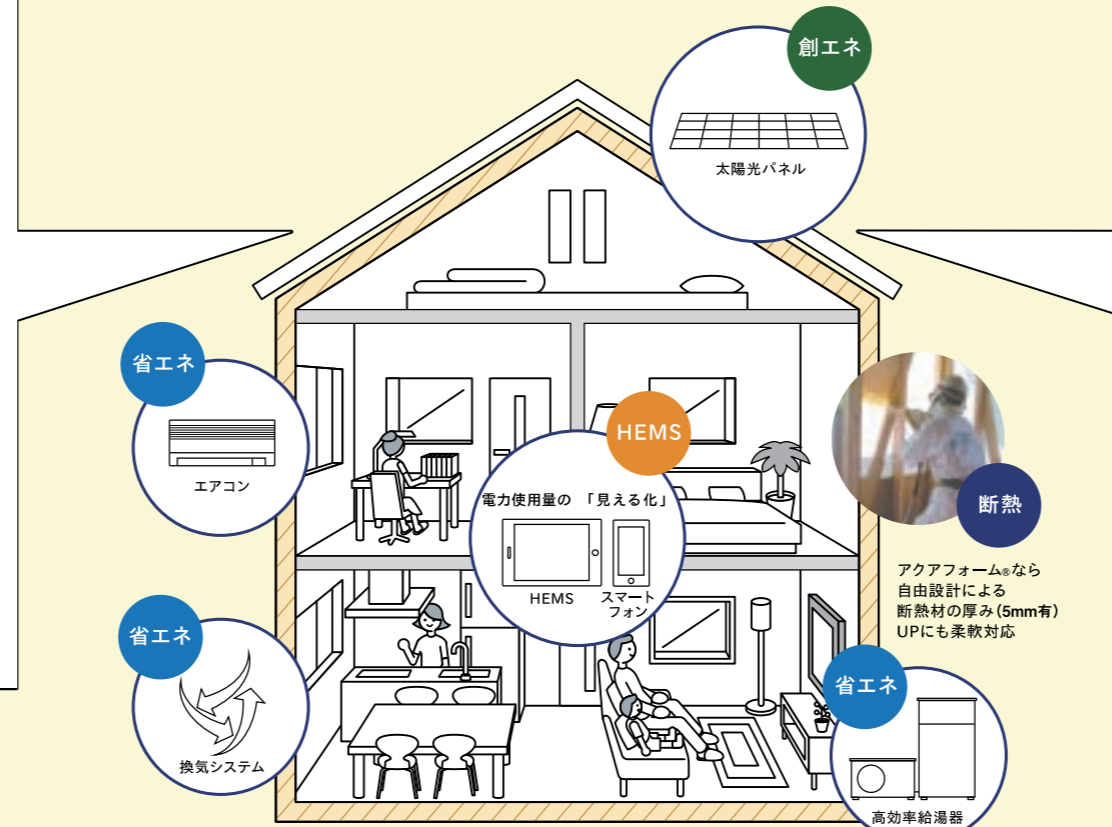 創エネ
太陽光パネル
省エネ
エアコン
HEMS
電力使用量の 「見える化」
HEMS
スマート
フォン
断熱
アクアフォーム®なら
自由設計による
断熱材の厚み(5mm有)
UPにも柔軟対応
省エネ
換気システム
省エネ
高効率給湯器